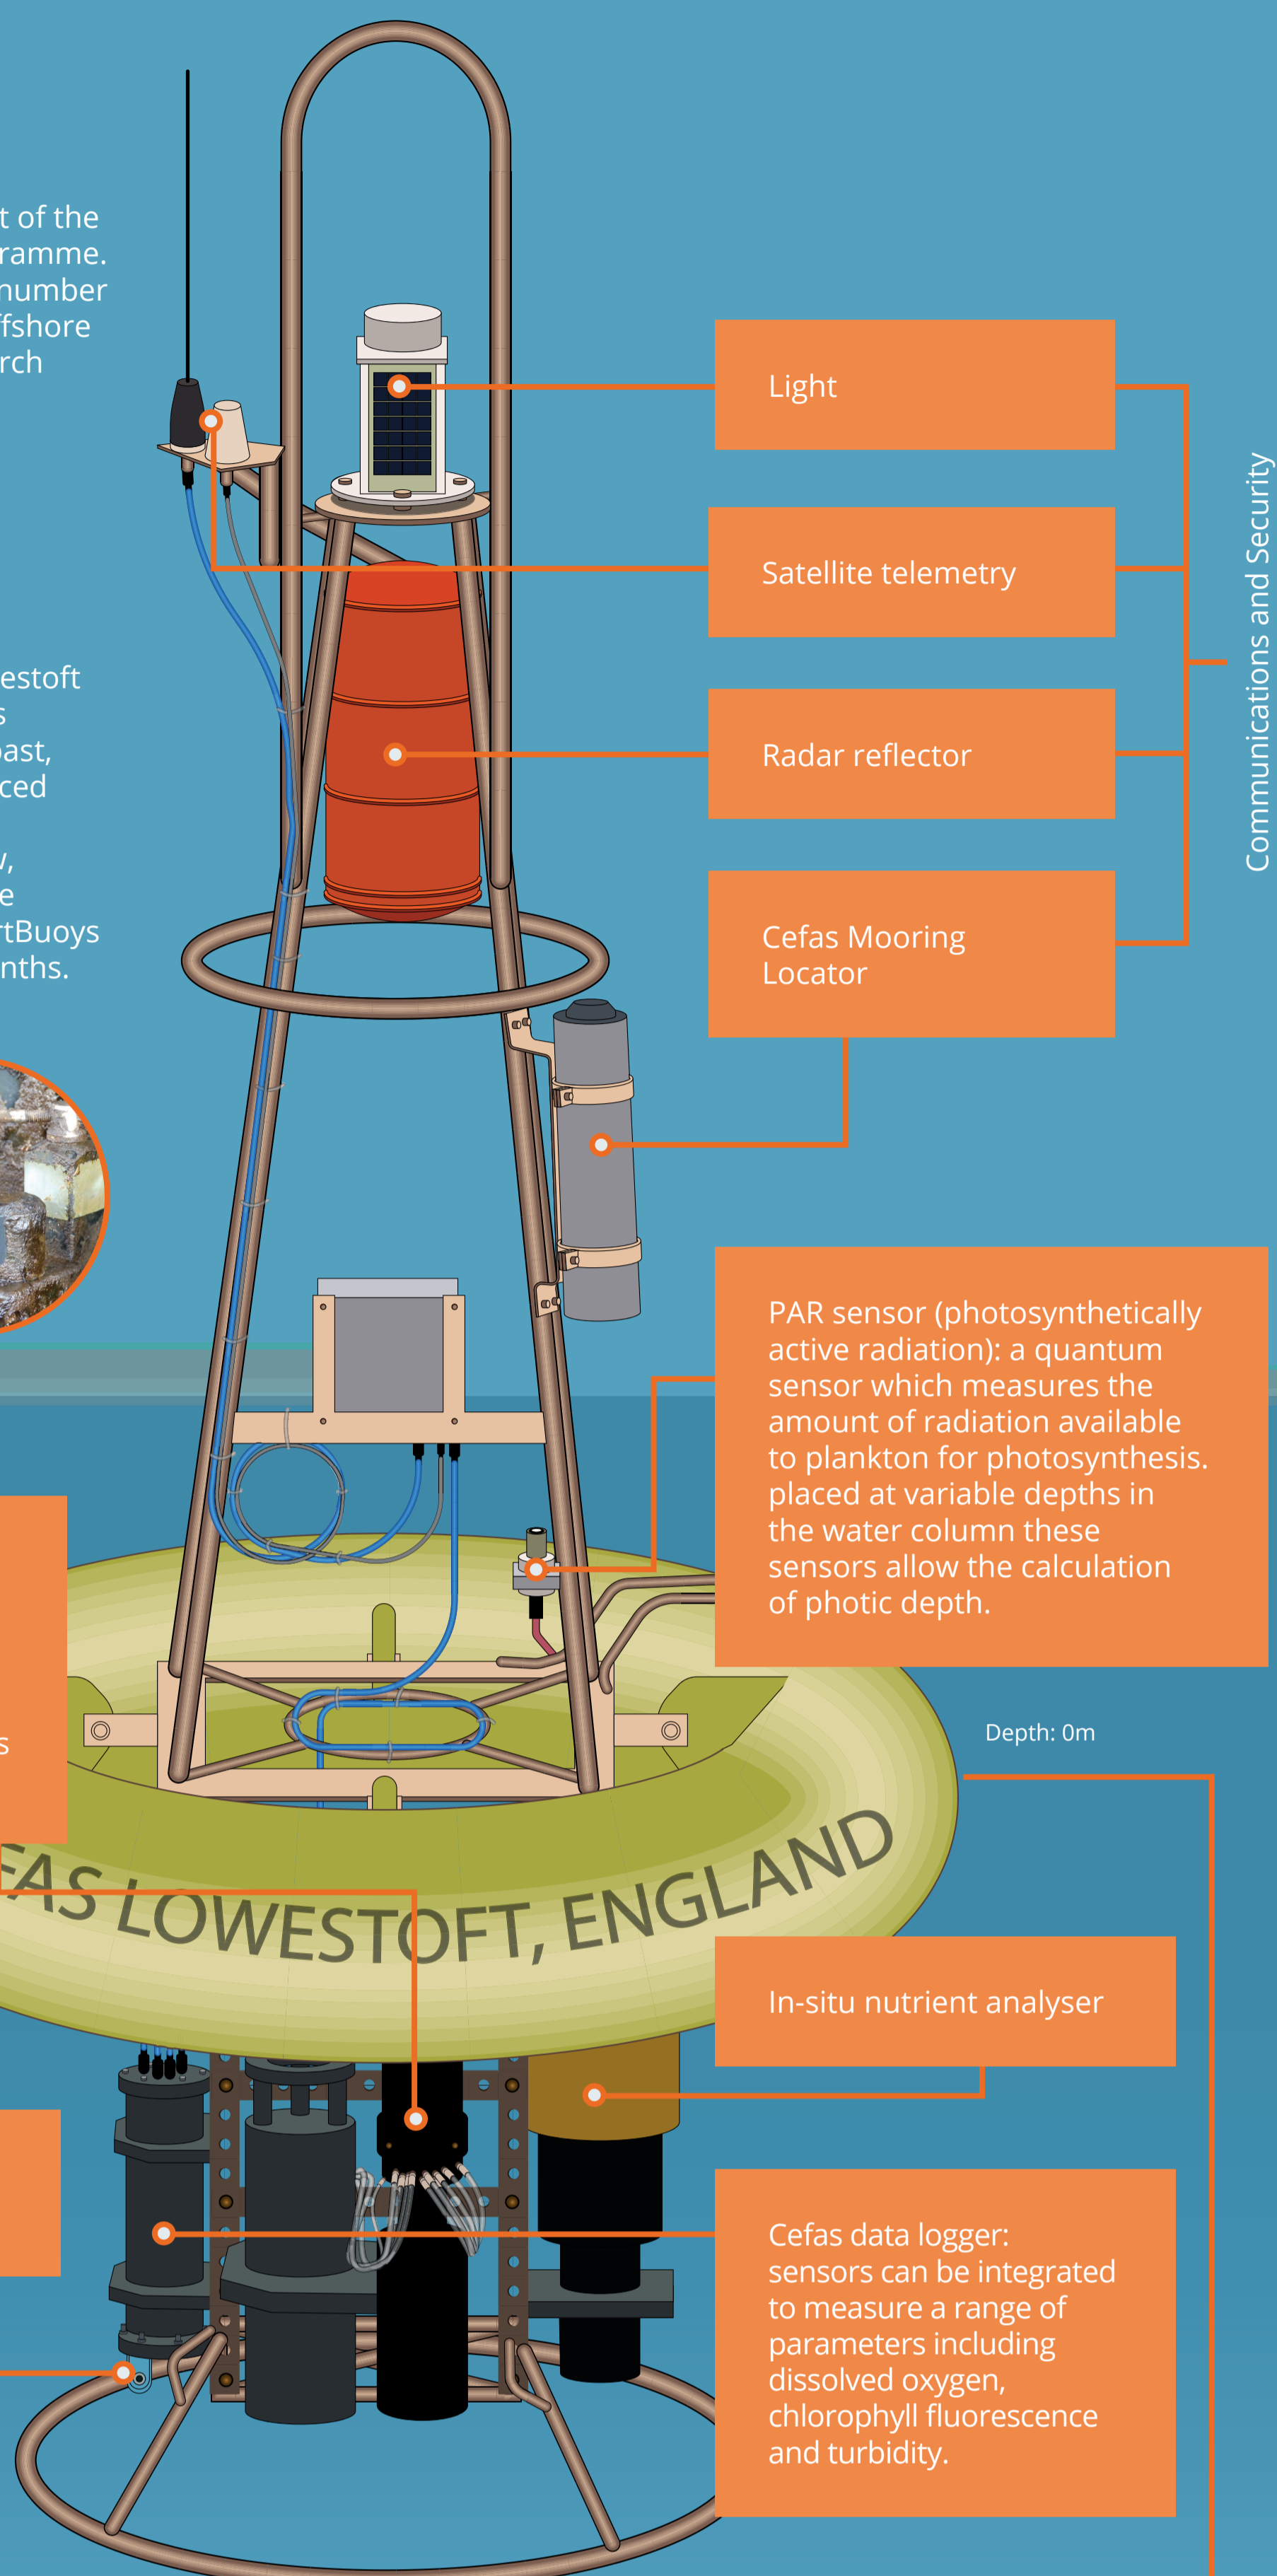 t of the
ramme.
number
ffshore
rch
estoft
s
oast,
ced
w,
e
rtBuoys
nths.
s
Light
Satellite telemetry
Radar reflector
Cefas Mooring
Locator
Communications and Security
PAR sensor (photosynthetically
active radiation): a quantum
sensor which measures the
amount of radiation available
to plankton for photosynthesis.
placed at variable depths in
the water column these
sensors allow the calculation
of photic depth.
Depth: 0m
FAS LOWESTOFT, ENGLAND
In-situ nutrient analyser
Cefas data logger:
sensors can be integrated
to measure a range of
parameters including
dissolved oxygen,
chlorophyll fluorescence
and turbidity.